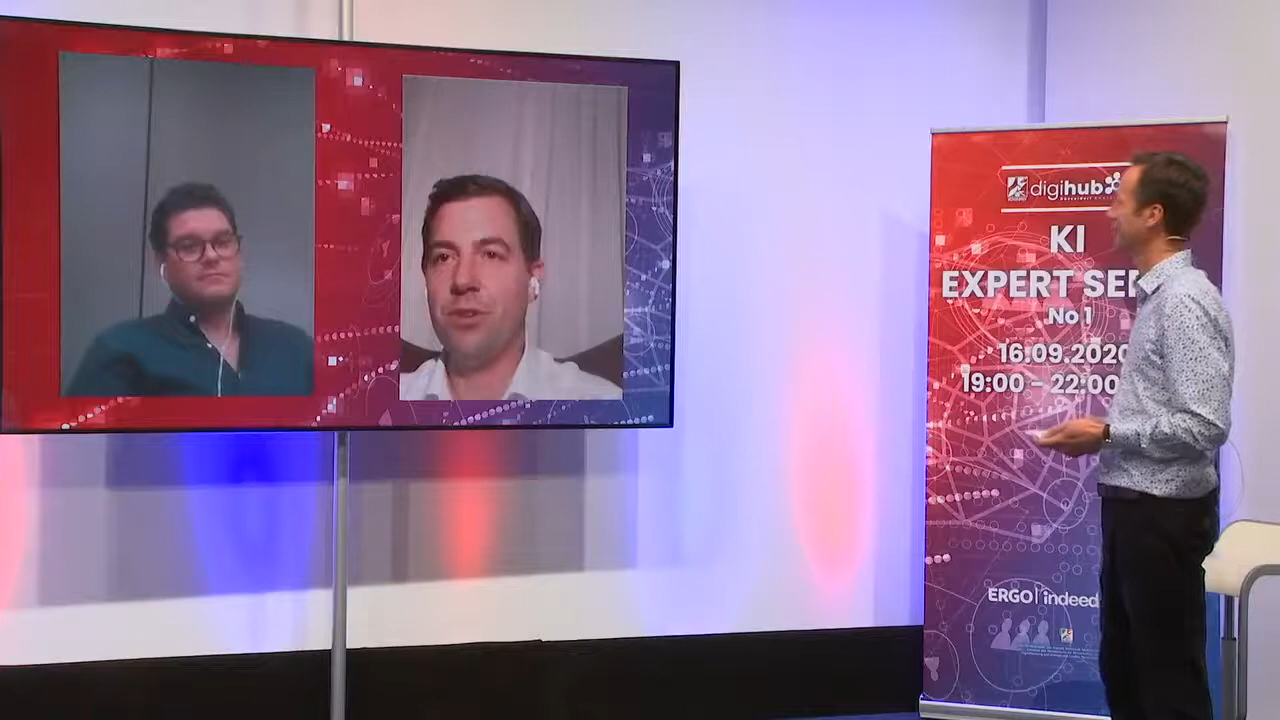 digihub
KI
EXPERT SE
No 1
16.09.2020
19:00 - 22:00
ERGO | indeed